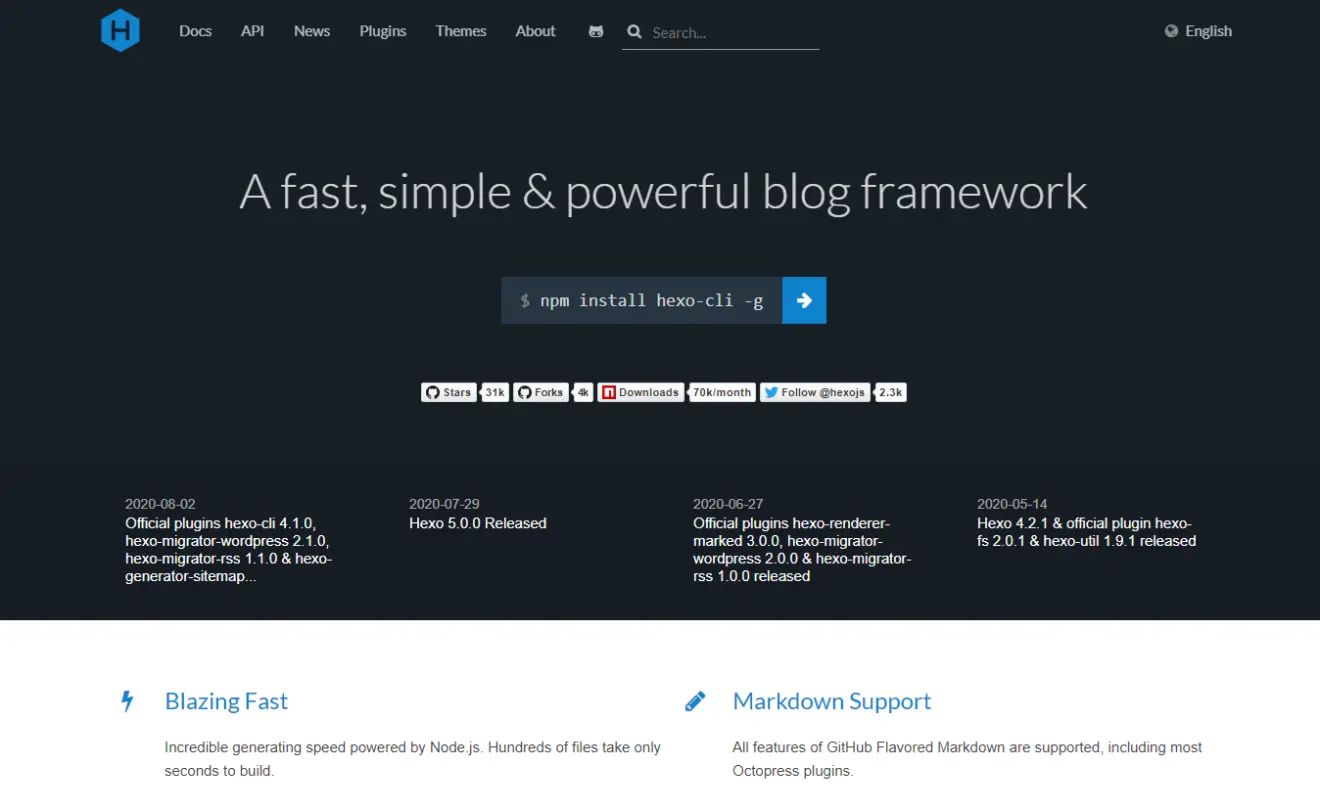 H Docs API News Plugins Themes About Search... English
A fast, simple & powerful blog framework
$ npm install hexo-cli -g
Stars 31k Forks 4k Downloads 70k/month Follow @hexojs 2.3k
2020-08-02
Official plugins hexo-cli 4.1.0,
hexo-migrator-wordpress 2.1.0,
hexo-migrator-rss 1.1.0 & hexo-
generator-sitemap...
2020-07-29
Hexo 5.0.0 Released
2020-06-27
Official plugins hexo-renderer-
marked 3.0.0, hexo-migrator-
wordpress 2.0.0 & hexo-migrator-
rss 1.0.0 released
2020-05-14
Hexo 4.2.1 & official plugin hexo-
fs 2.0.1 & hexo-util 1.9.1 released
Blazing Fast
Incredible generating speed powered by Node.js. Hundreds of files take only
seconds to build.
Markdown Support
All features of GitHub Flavored Markdown are supported, including most
Octopress plugins.